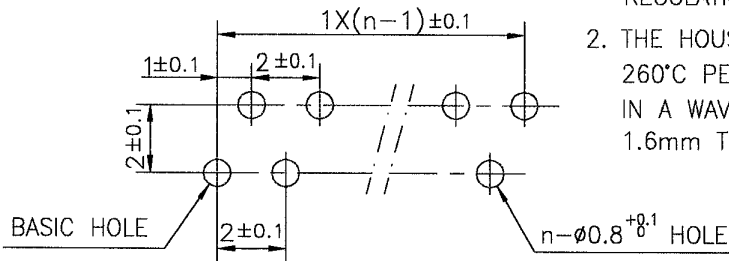 1X(n-1)±0.1
1±0.1
2±0.1
2±0.1
BASIC HOLE
2±0.1
n-ø0.8 +0.1 0 HOLE
2. THE HOUS
260°C PE
IN A WAV
1.6mm T